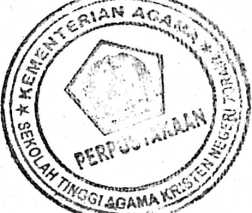 KEMENTERIAN AGAMA
PERPUSTAKAAN
SEKOLAH TINGGI AGAMA KRISTEN NEGERI